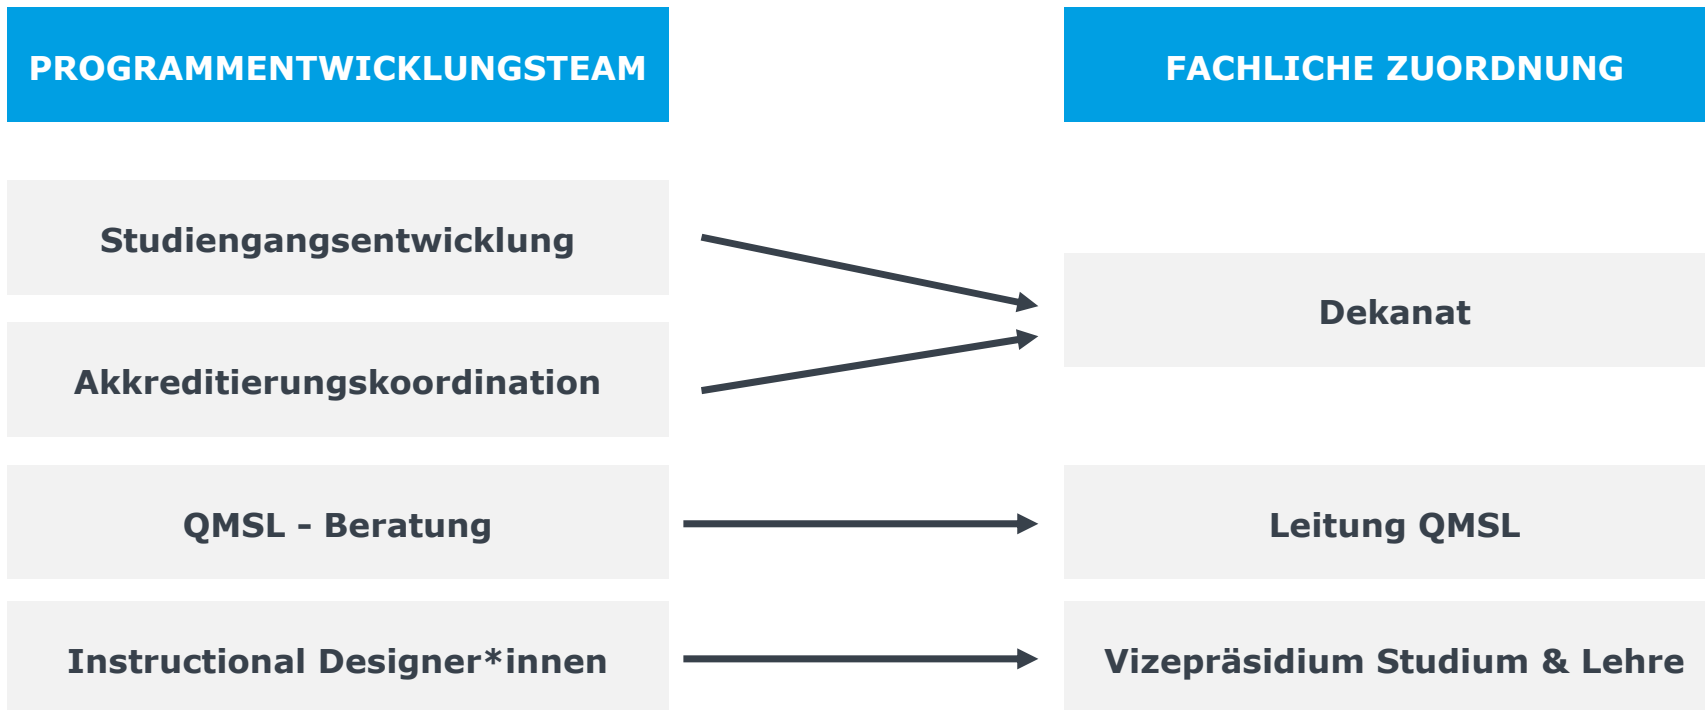 PROGRAMMENTWICKLUNGSTEAM
FACHLICHE ZUORDNUNG
Studiengangsentwicklung
Dekanat
Akkreditierungskoordination
QMSL – Beratung
Leitung QMSL
Instructional Designer*innen
Vizepräsidium Studium & Lehre